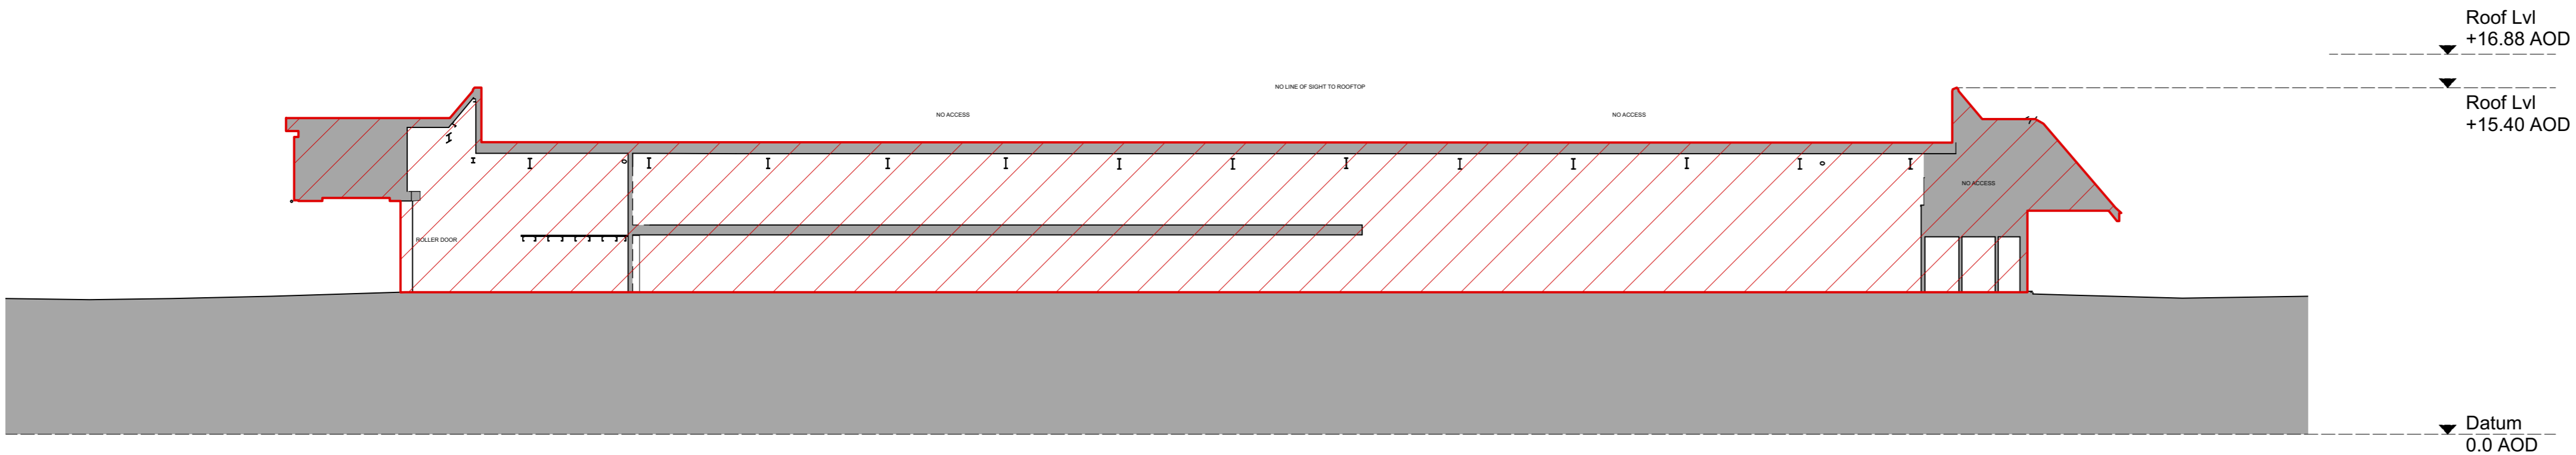 Roof Lvl
+16.88 AOD
NO LINE OF SIGHT TO ROOFTOP
Roof Lvl
+15.40 AOD
NO ACCESS
NO ACCESS
NO ACCESS
ROLLER DOOR
Datum
0.0 AOD